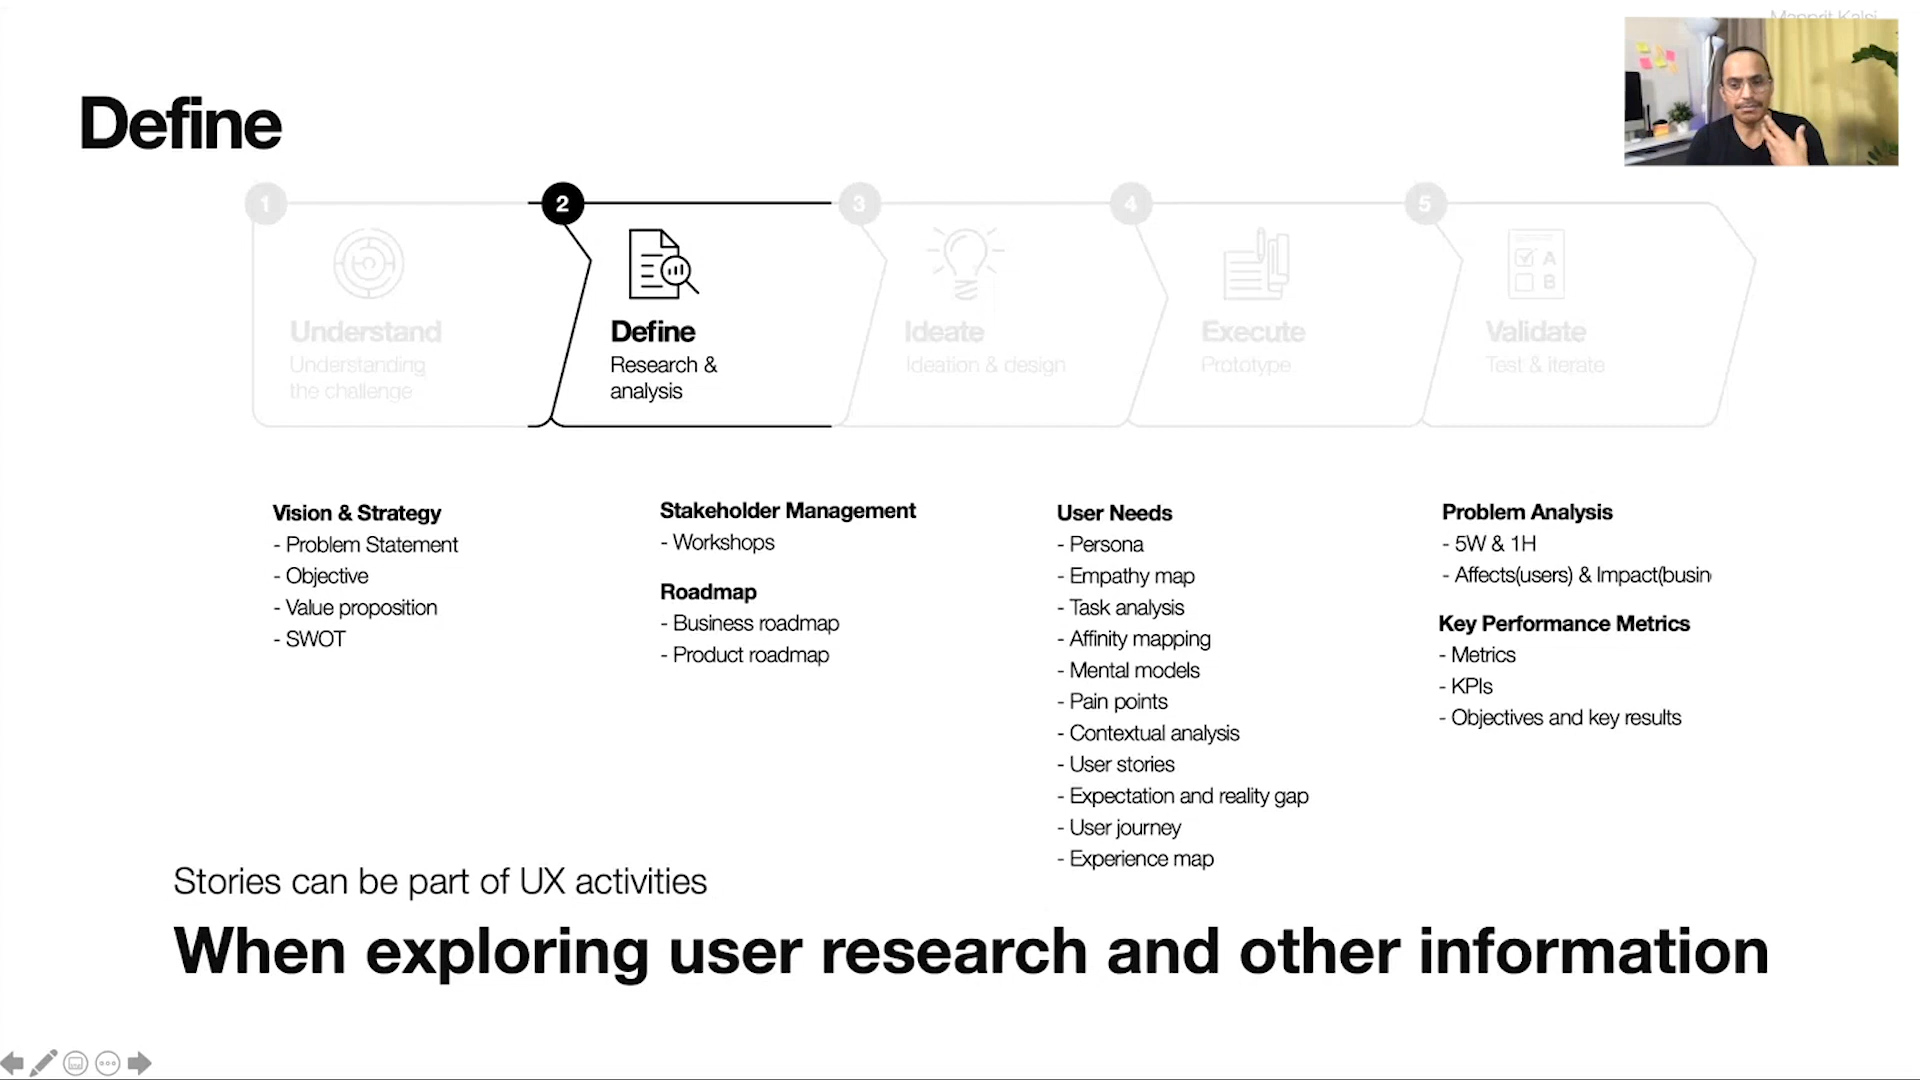 Manprit Kalsi
Define
1
2
3
4
5
Understand
Understanding
the challenge
Define
Research &
analysis
Ideate
Ideation & design
Execute
Prototype
Validate
Test & iterate
A
B
Vision & Strategy
- Problem Statement
- Objective
- Value proposition
- SWOT
Stakeholder Management
- Workshops
Roadmap
- Business roadmap
- Product roadmap
User Needs
- Persona
- Empathy map
- Task analysis
- Affinity mapping
- Mental models
- Pain points
- Contextual analysis
- User stories
- Expectation and reality gap
- User journey
- Experience map
Problem Analysis
- 5W & 1H
- Affects(users) & Impact(busin
Key Performance Metrics
- Metrics
- KPIs
- Objectives and key results
Stories can be part of UX activities
When exploring user research and other information